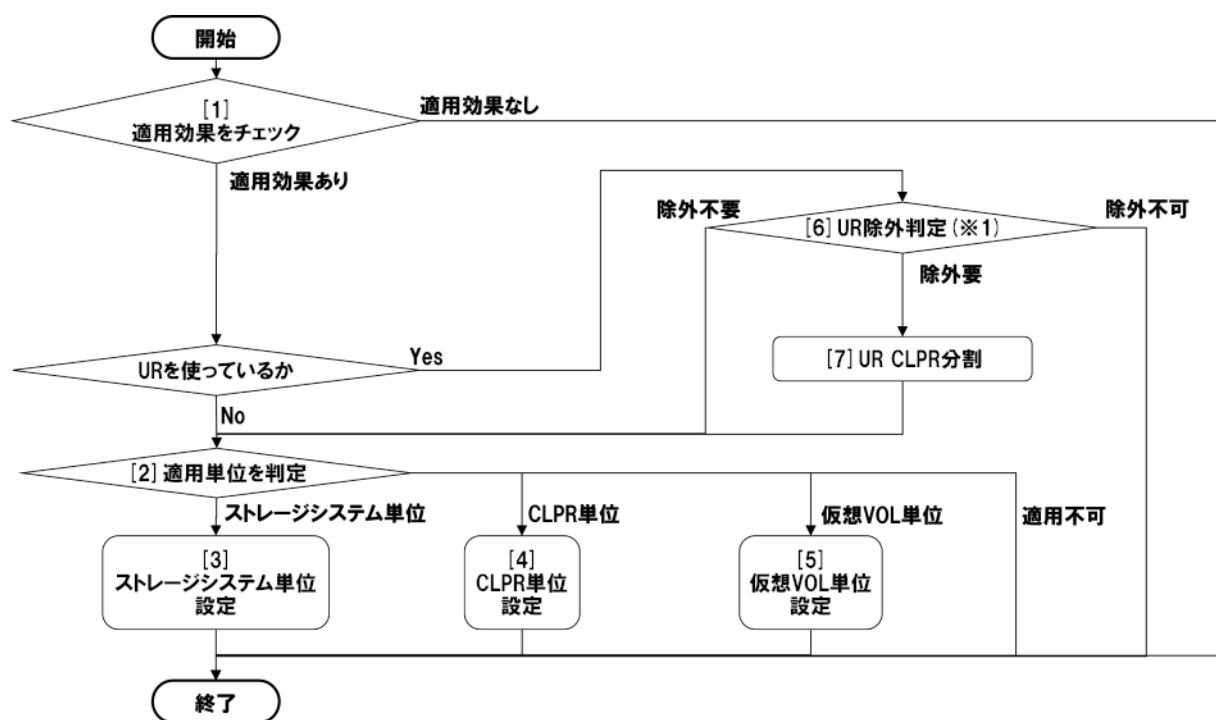 開始
[1]
適用効果をチェック
適用効果なし
適用効果あり
除外不要
[6] UR除外判定(※1)
除外不可
除外要
URを使っているか
Yes
[7] UR CLPR分割
No
[2] 適用単位を判定
ストレージシステム単位
CLPR単位
仮想VOL単位
適用不可
[3]
ストレージシステム単位
設定
[4]
CLPR単位
設定
[5]
仮想VOL単位
設定
終了